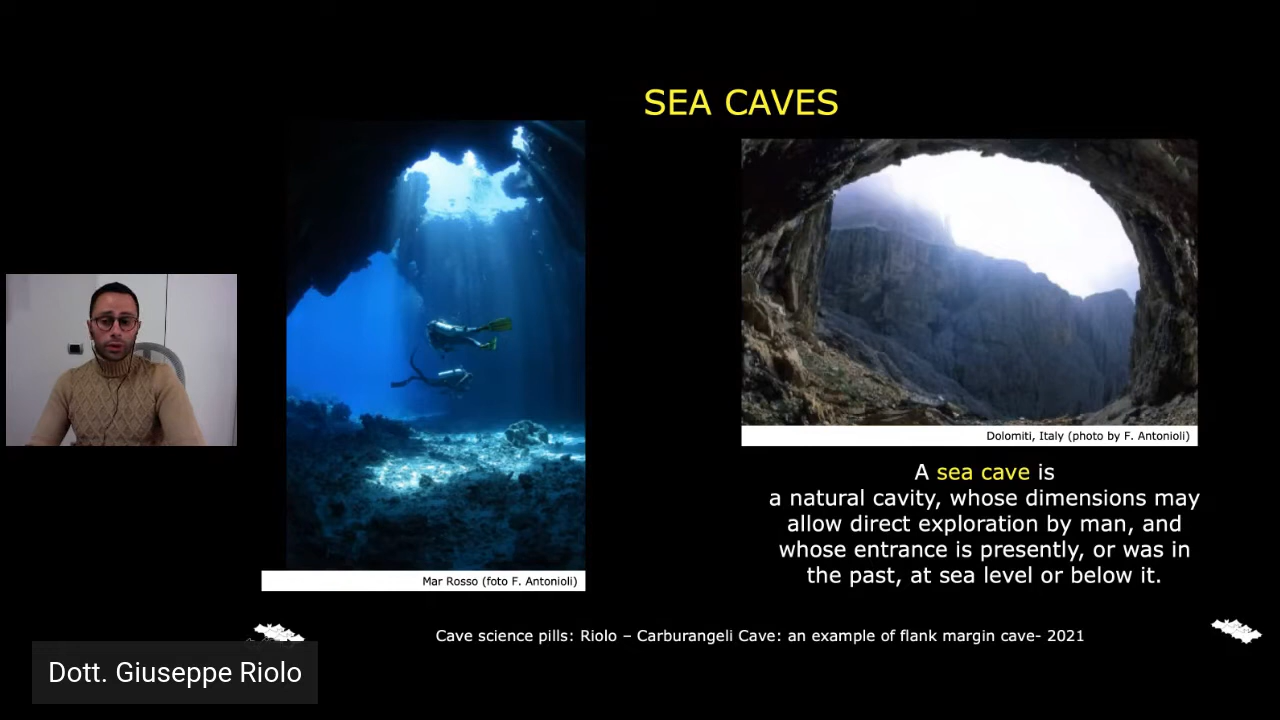 SEA CAVES
Dolomiti, Italy (photo by F. Antonioli)
A sea cave is
a natural cavity, whose dimensions may
allow direct exploration by man, and
whose entrance is presently, or was in
the past, at sea level or below it.
Mar Rosso (foto F. Antonioli)
Cave science pills: Riolo – Carburangeli Cave: an example of flank margin cave- 2021
Dott. Giuseppe Riolo